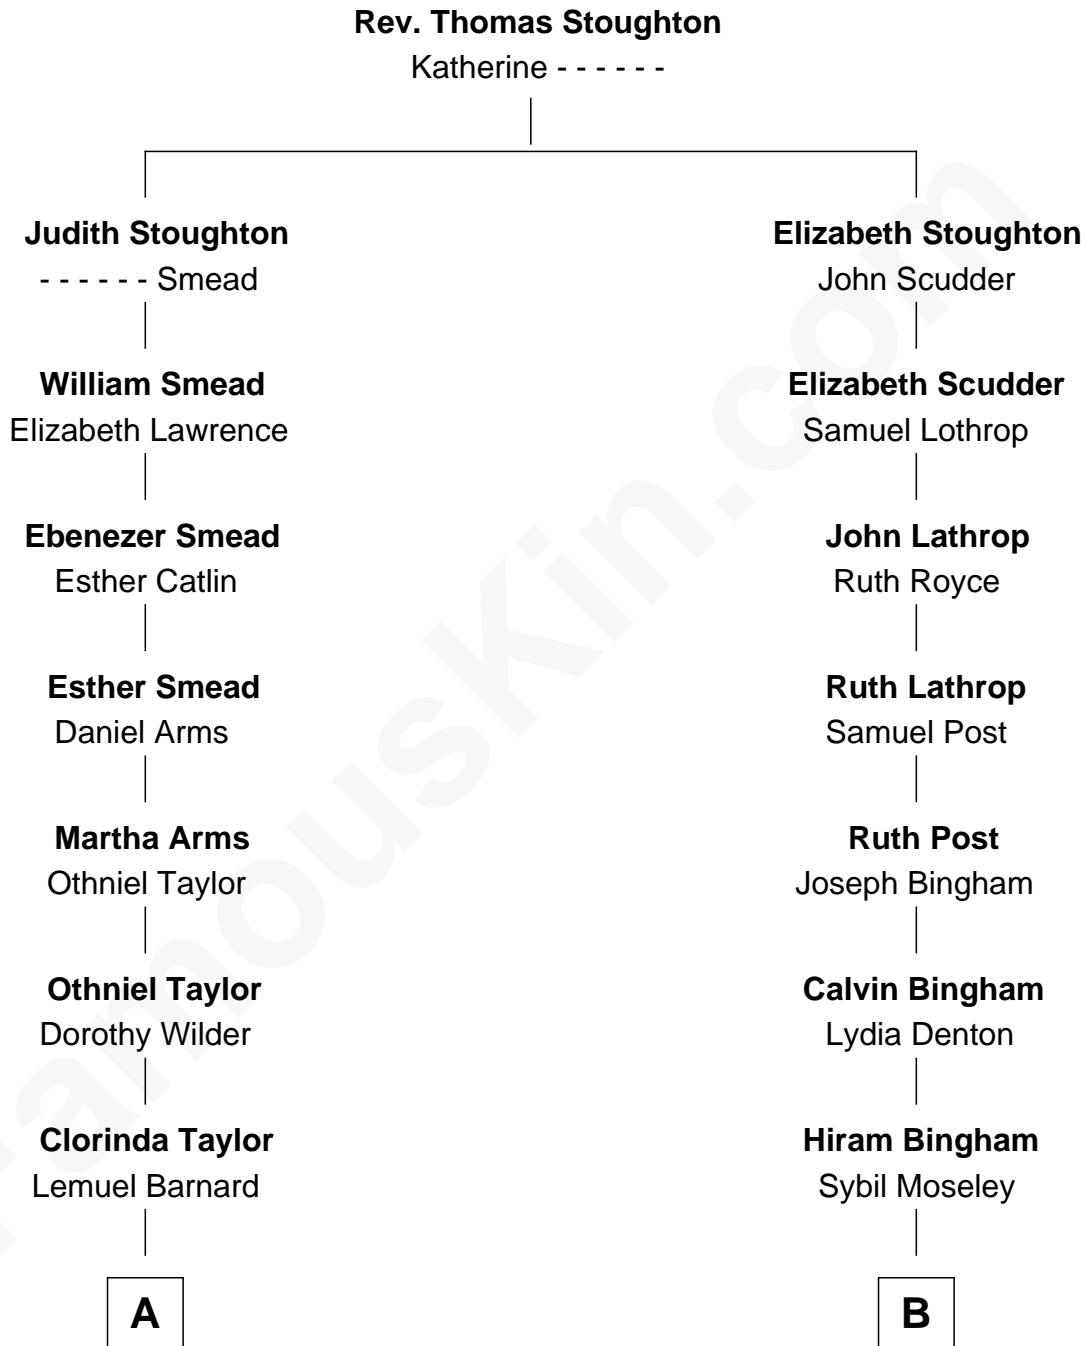 Rev. Thomas Stoughton
Katherine - - - - - -
Judith Stoughton
- - - - - - Smead
Elizabeth Stoughton
John Scudder
William Smead
Elizabeth Lawrence
Elizabeth Scudder
Samuel Lothrop
Ebenezer Smead
Esther Catlin
John Lathrop
Ruth Royce
Esther Smead
Daniel Arms
Ruth Lathrop
Samuel Post
Martha Arms
Othniel Taylor
Ruth Post
Joseph Bingham
Othniel Taylor
Dorothy Wilder
Calvin Bingham
Lydia Denton
Clorinda Taylor
Lemuel Barnard
Hiram Bingham
Sybil Moseley
A
B
FamousKin.com